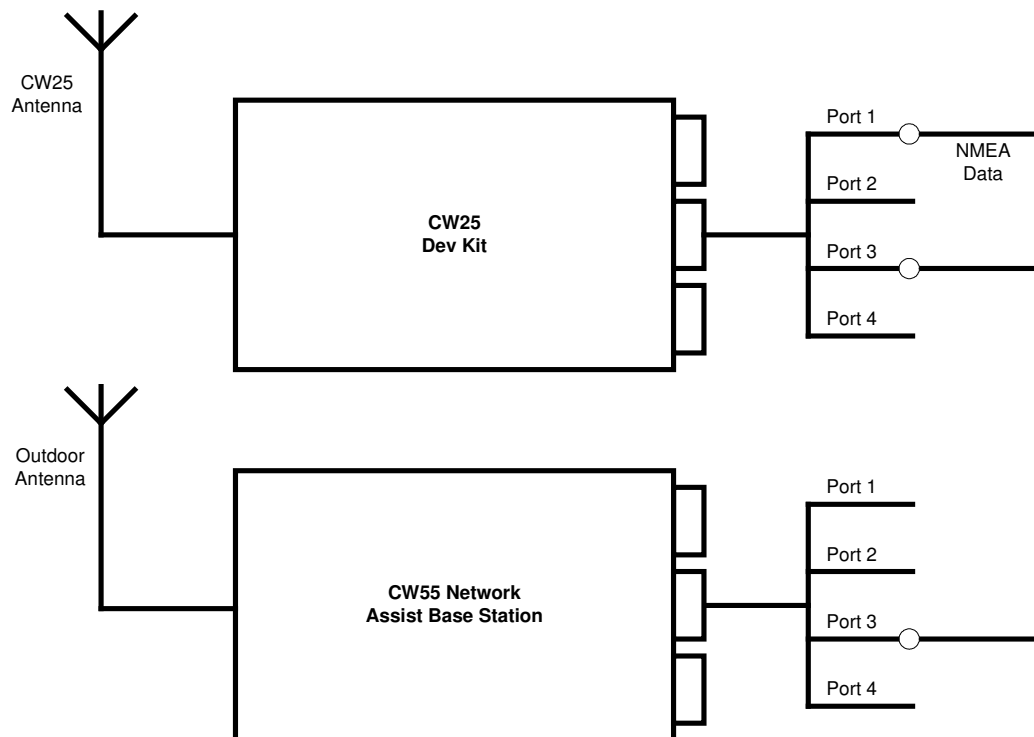 CW25
Antenna
CW25
Dev Kit
Port 1
NMEA
Data
Port 2
Port 3
Port 4
Outdoor
Antenna
CW55 Network
Assist Base Station
Port 1
Port 2
Port 3
Port 4